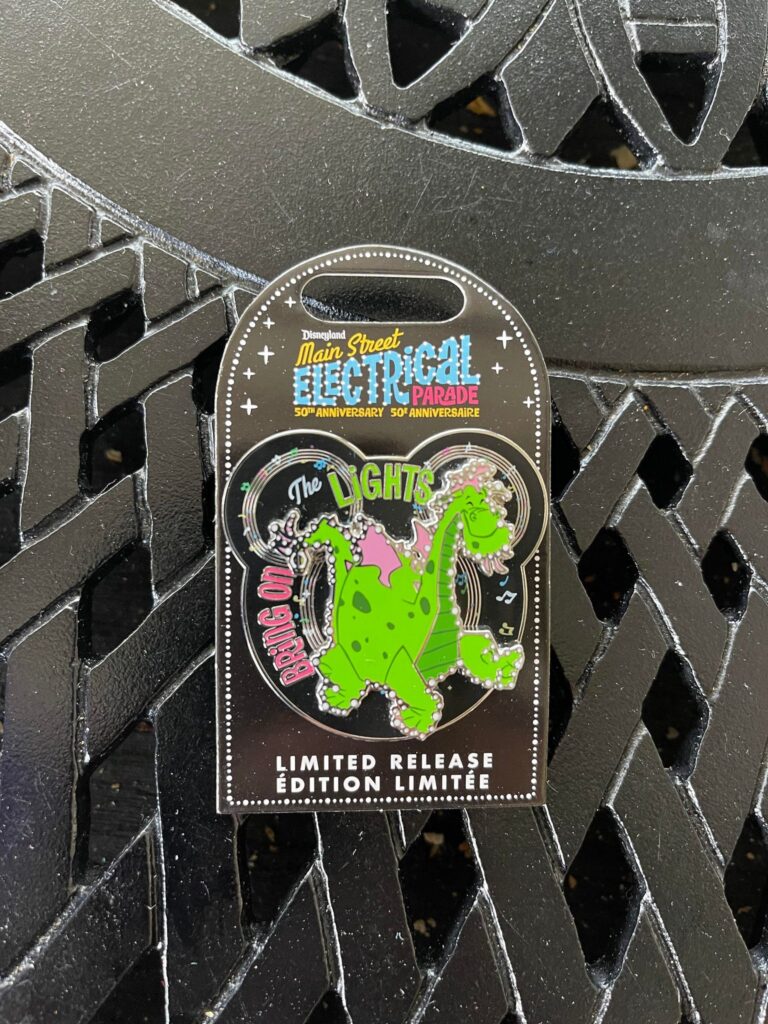 Disneyland
Main Street
ELECTRiCAL
PARADE
50TH ANNIVERSARY 50E ANNIVERSAIRE
The LiGHTS
BRiNG ON
LIMITED RELEASE
ÉDITION LIMITÉE